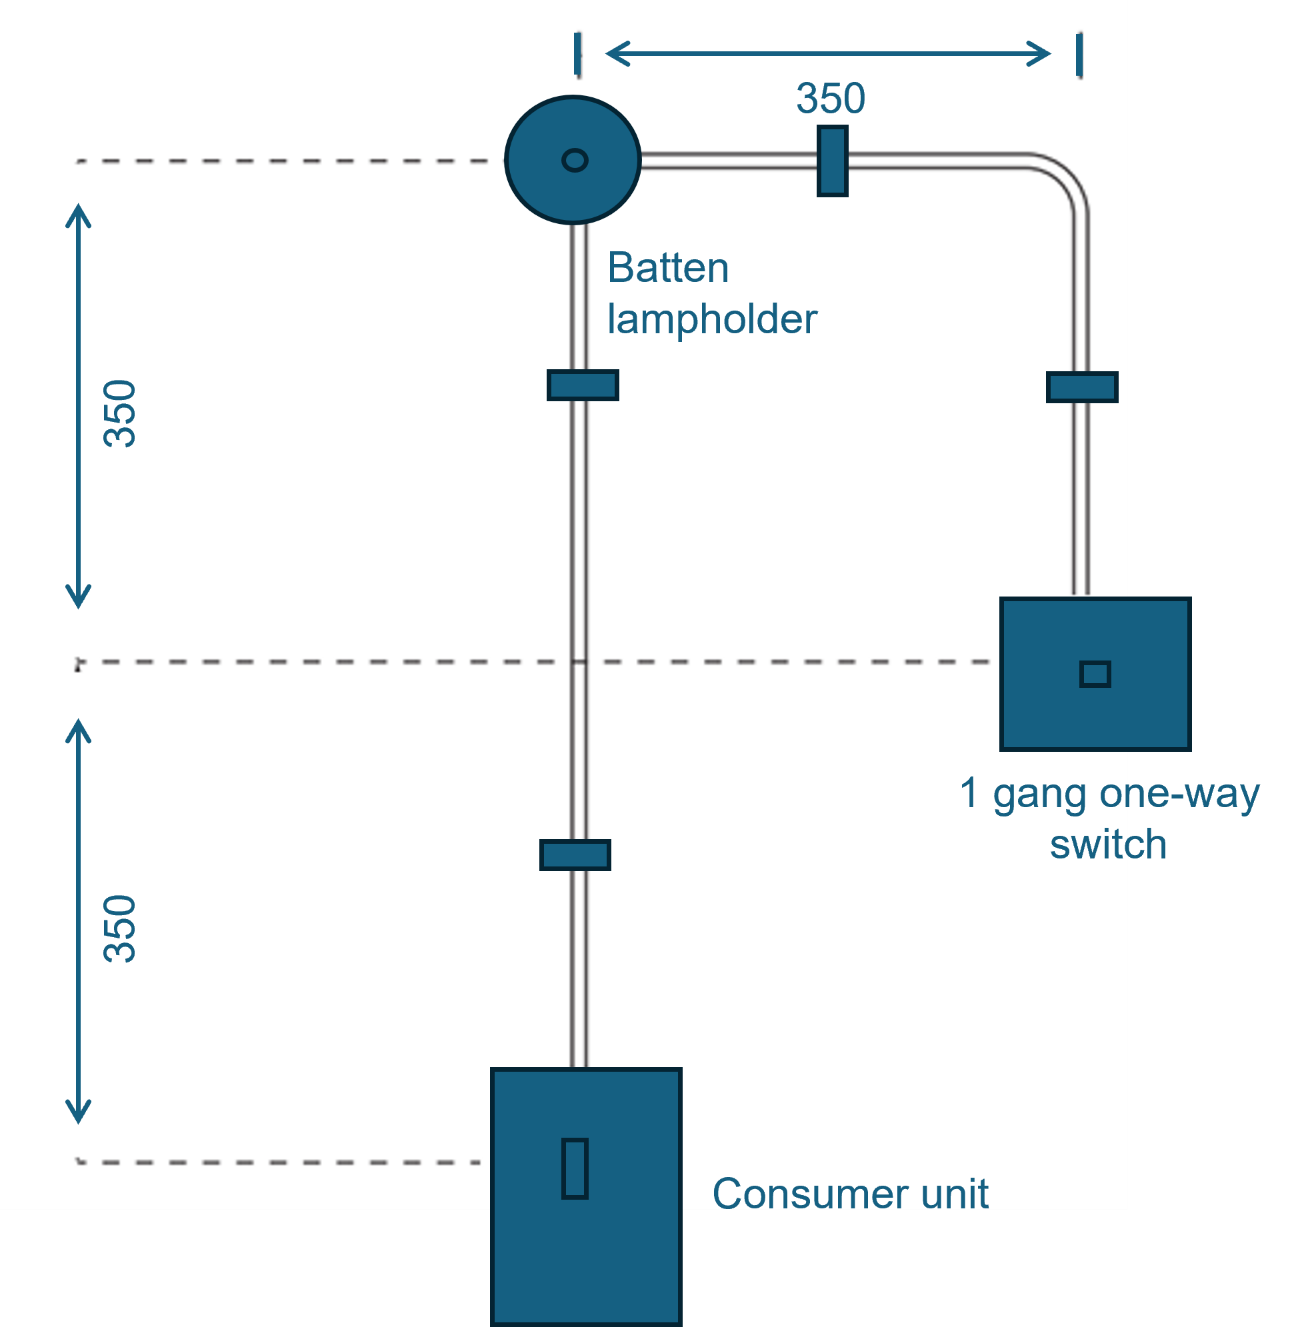 350
Batten
lampholder
350
1 gang one-way
switch
350
Consumer unit